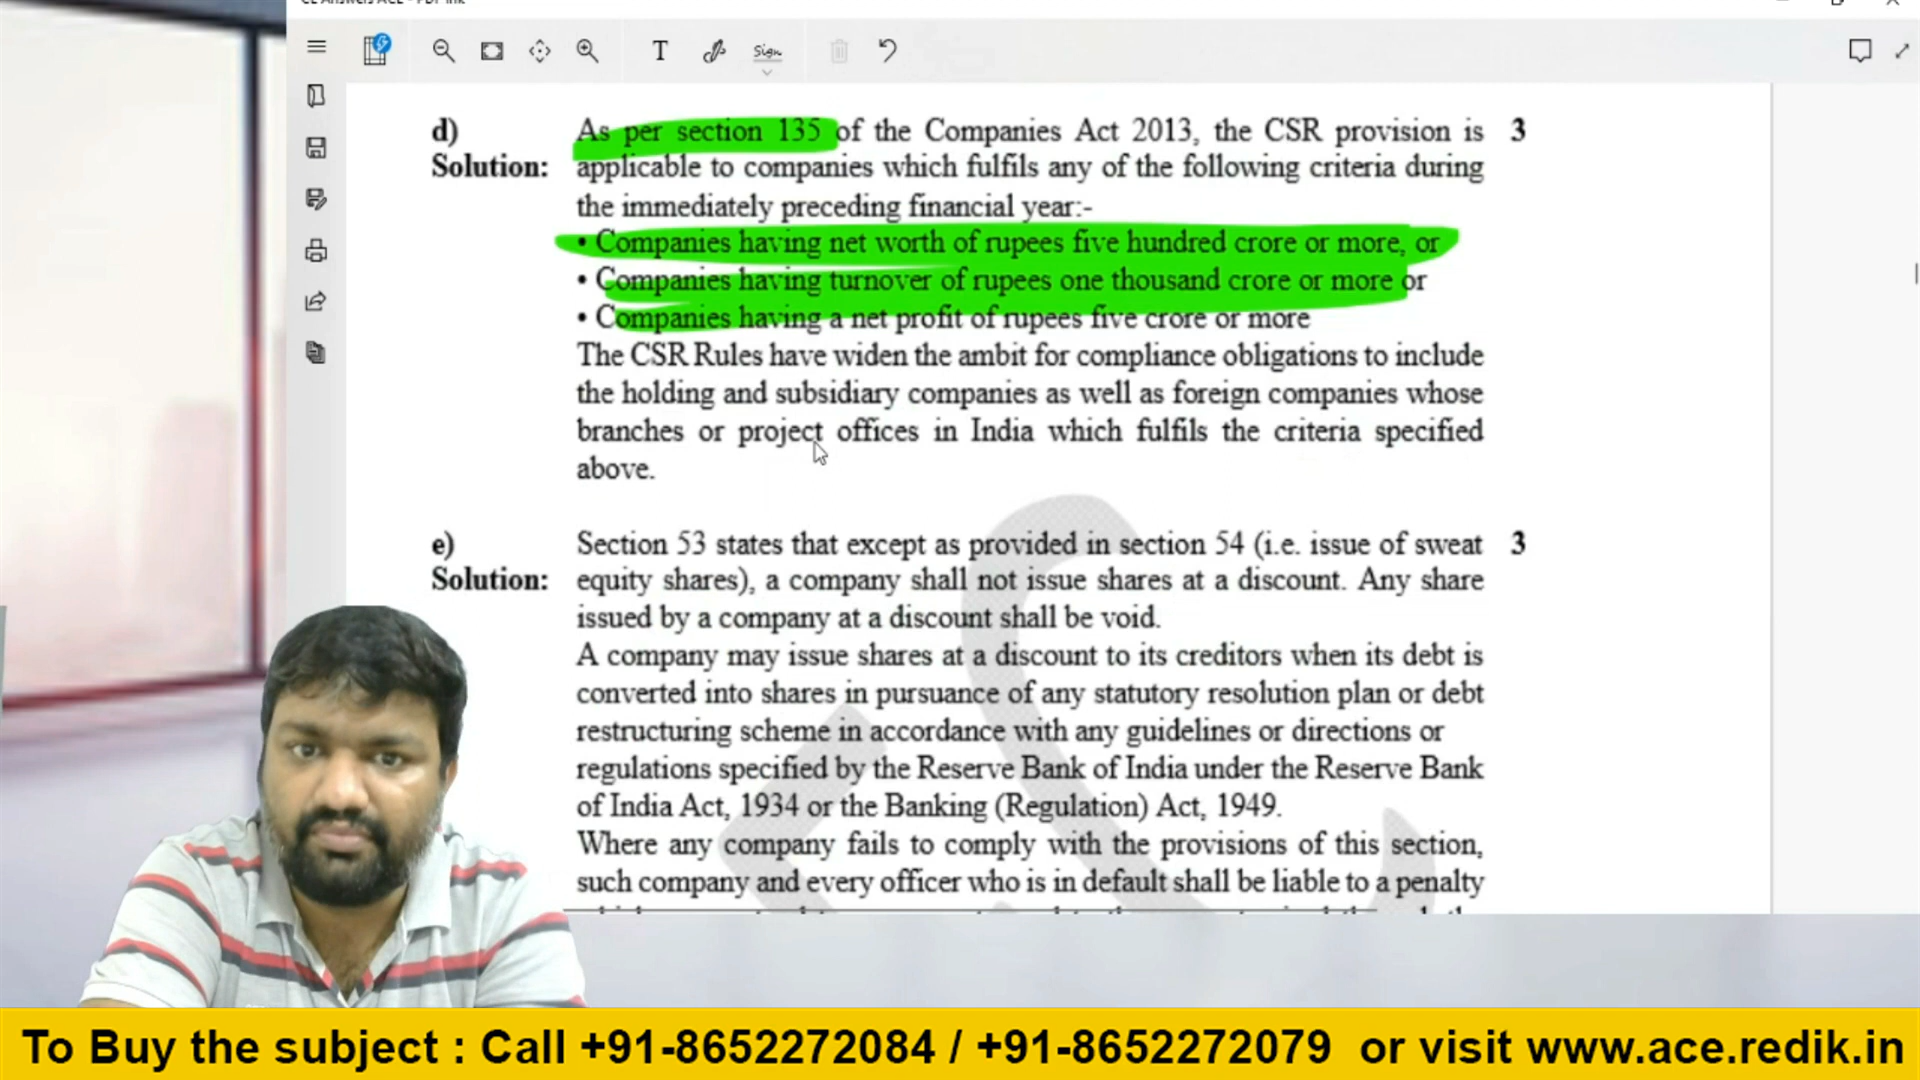 Sign
d) As per section 135 of the Companies Act 2013, the CSR provision is 3
Solution: applicable to companies which fulfils any of the following criteria during
the immediately preceding financial year:-
• Companies having net worth of rupees five hundred crore or more, or
• Companies having turnover of rupees one thousand crore or more or
• Companies having a net profit of rupees five crore or more
The CSR Rules have widen the ambit for compliance obligations to include
the holding and subsidiary companies as well as foreign companies whose
branches or project offices in India which fulfils the criteria specified
above.
e) Section 53 states that except as provided in section 54 (i.e. issue of sweat 3
Solution: equity shares), a company shall not issue shares at a discount. Any share
issued by a company at a discount shall be void.
A company may issue shares at a discount to its creditors when its debt is
converted into shares in pursuance of any statutory resolution plan or debt
restructuring scheme in accordance with any guidelines or directions or
regulations specified by the Reserve Bank of India under the Reserve Bank
of India Act, 1934 or the Banking (Regulation) Act, 1949.
Where any company fails to comply with the provisions of this section,
such company and every officer who is in default shall be liable to a penalty
To Buy the subject : Call +91-8652272084 / +91-8652272079 or visit www.ace.redik.in